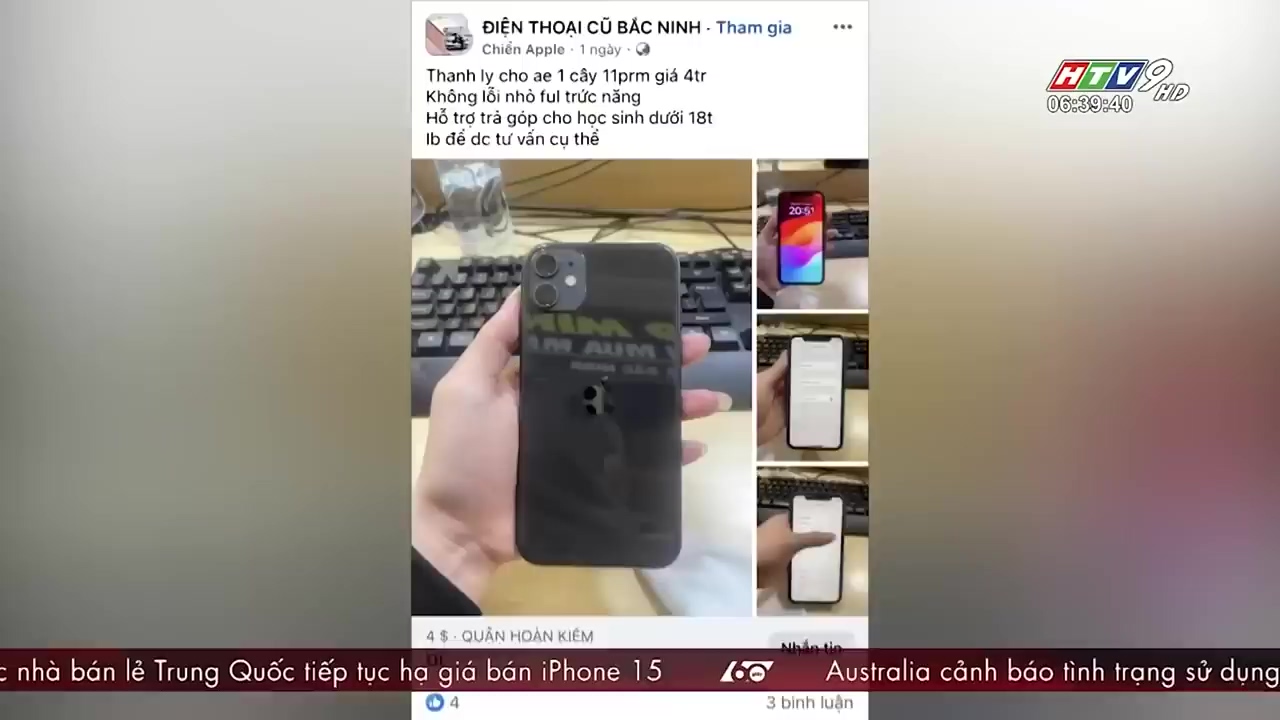 ĐIỆN THOẠI CŨ BẮC NINH · Tham gia
Chiển Apple · 1 ngày ·
Thanh ly cho ae 1 cây 11prm giá 4tr
Không lỗi nhỏ ful trức năng
Hỗ trợ trả góp cho học sinh dưới 18t
Ib để dc tư vấn cụ thể
HTV9 HD
06:39:40
20:51
4 $ · QUẬN HOÀN KIẾM
Nhắn tin
c nhà bán lẻ Trung Quốc tiếp tục hạ giá bán iPhone 15
60 giây
Australia cảnh báo tình trạng sử dụng
4
3 bình luận